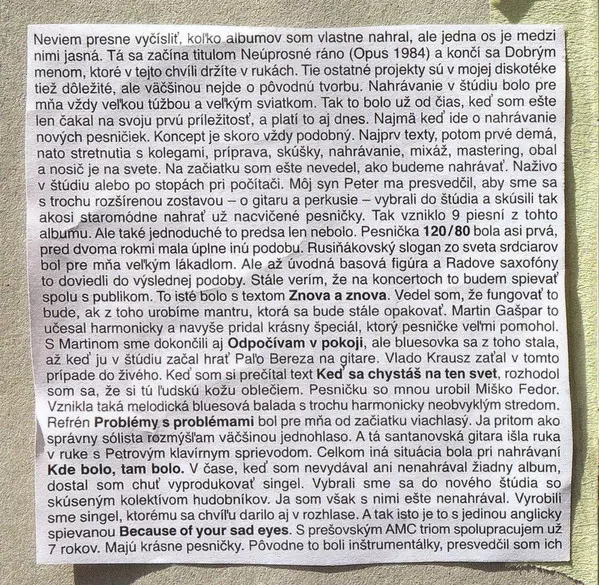 Neviem presne vyčísliť, koľko albumov som vlastne nahral, ale jedna os je medzi
nimi jasná. Tá sa začína titulom Neúprosné ráno (Opus 1984) a končí sa Dobrým
menom, ktoré v tejto chvíli držíte v rukách. Tie ostatné projekty sú v mojej diskotéke
tiež dôležité, ale väčšinou nejde o pôvodnú tvorbu. Nahrávanie v štúdiu bolo pre
mňa vždy veľkou túžbou a veľkým sviatkom. Tak to bolo už od čias, keď som ešte
len čakal na svoju prvú príležitosť, a platí to aj dnes. Najmä keď ide o nahrávanie
nových pesničiek. Koncept je skoro vždy podobný. Najprv texty, potom prvé demá,
nato stretnutia s kolegami, príprava, skúšky, nahrávanie, mixáž, mastering, obal
a nosič je na svete. Na začiatku som ešte nevedel, ako budeme nahrávať. Naživo
v štúdiu alebo po stopách pri počítači. Môj syn Peter ma presvedčil, aby sme sa
s trochu rozšírenou zostavou – o gitaru a perkusie – vybrali do štúdia a skúsili tak
akosi staromódne nahrať už nacvičené pesničky. Tak vzniklo 9 piesní z tohto
albumu. Ale také jednoduché to predsa len nebolo. Pesnička 120/80 bola asi prvá,
pred dvoma rokmi mala úplne inú podobu. Rusiňákovský slogan zo sveta srdciarov
bol pre mňa veľkým lákadlom. Ale až úvodná basová figúra a Radove saxofóny
to doviedli do výslednej podoby. Stále verím, že na koncertoch to budem spievať
spolu s publikom. To isté bolo s textom Znova a znova. Vedel som, že fungovať to
bude, ak z toho urobíme mantru, ktorá sa bude stále opakovať. Martin Gašpar to
učesal harmonicky a navyše pridal krásny špeciál, ktorý pesničke veľmi pomohol.
S Martinom sme dokončili aj Odpočívam v pokoji, ale bluesovka sa z toho stala,
až keď ju v štúdiu začal hrať Paľo Bereza na gitare. Vlado Krausz zaťal v tomto
prípade do živého. Keď som si prečítal text Keď sa chystáš na ten svet, rozhodol
som sa, že si tú ľudskú kožu oblečiem. Pesničku so mnou urobil Miško Fedor.
Vznikla taká melodická bluesová balada s trochu harmonicky neobvyklým stredom.
Refrén Problémy s problémami bol pre mňa od začiatku viachlasý. Ja pritom ako
správny sólista rozmýšľam väčšinou jednohlaso. A tá santanovská gitara išla ruka
v ruke s Petrovým klavírnym sprievodom. Celkom iná situácia bola pri nahrávaní
Kde bolo, tam bolo. V čase, keď som nevydával ani nenahrával žiadny album,
dostal som chuť vyprodukovať singel. Vybrali sme sa do nového štúdia so
skúseným kolektívom hudobníkov. Ja som však s nimi ešte nenahrával. Vyrobili
sme singel, ktorému sa chvíľu darilo aj v rozhlase. A tak isto je to s jedinou anglicky
spievanou Because of your sad eyes. S prešovským AMC triom spolupracujem už
7 rokov. Majú krásne pesničky. Pôvodne to boli inštrumentálky, presvedčil som ich